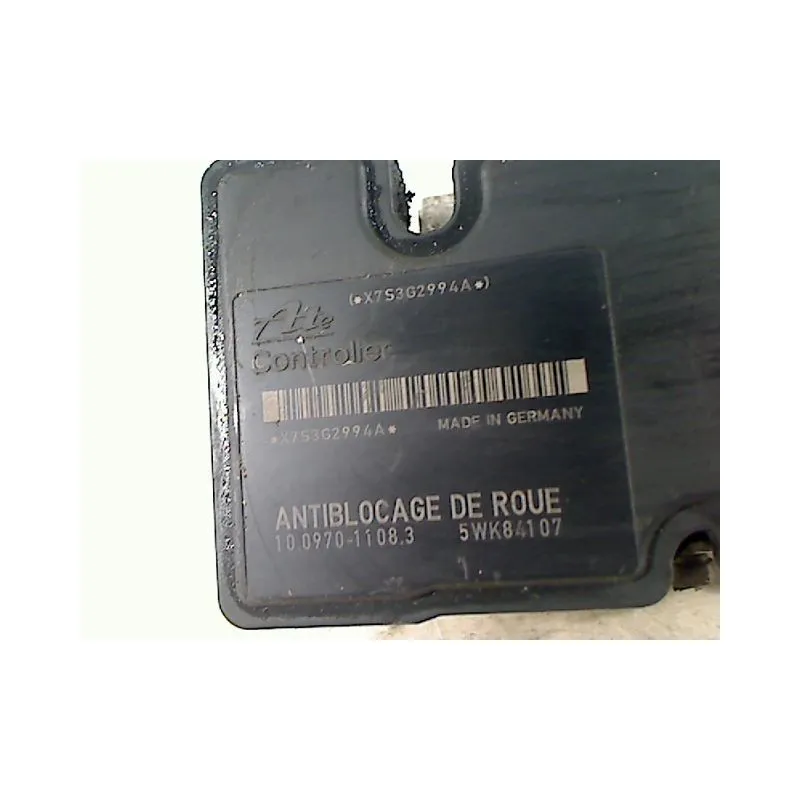 (*X7S3G2994A*)
Ate
Controller
*X7S3G2994A* MADE IN GERMANY
ANTIBLOCAGE DE ROUE
10.0970-1108.3 5WK84107